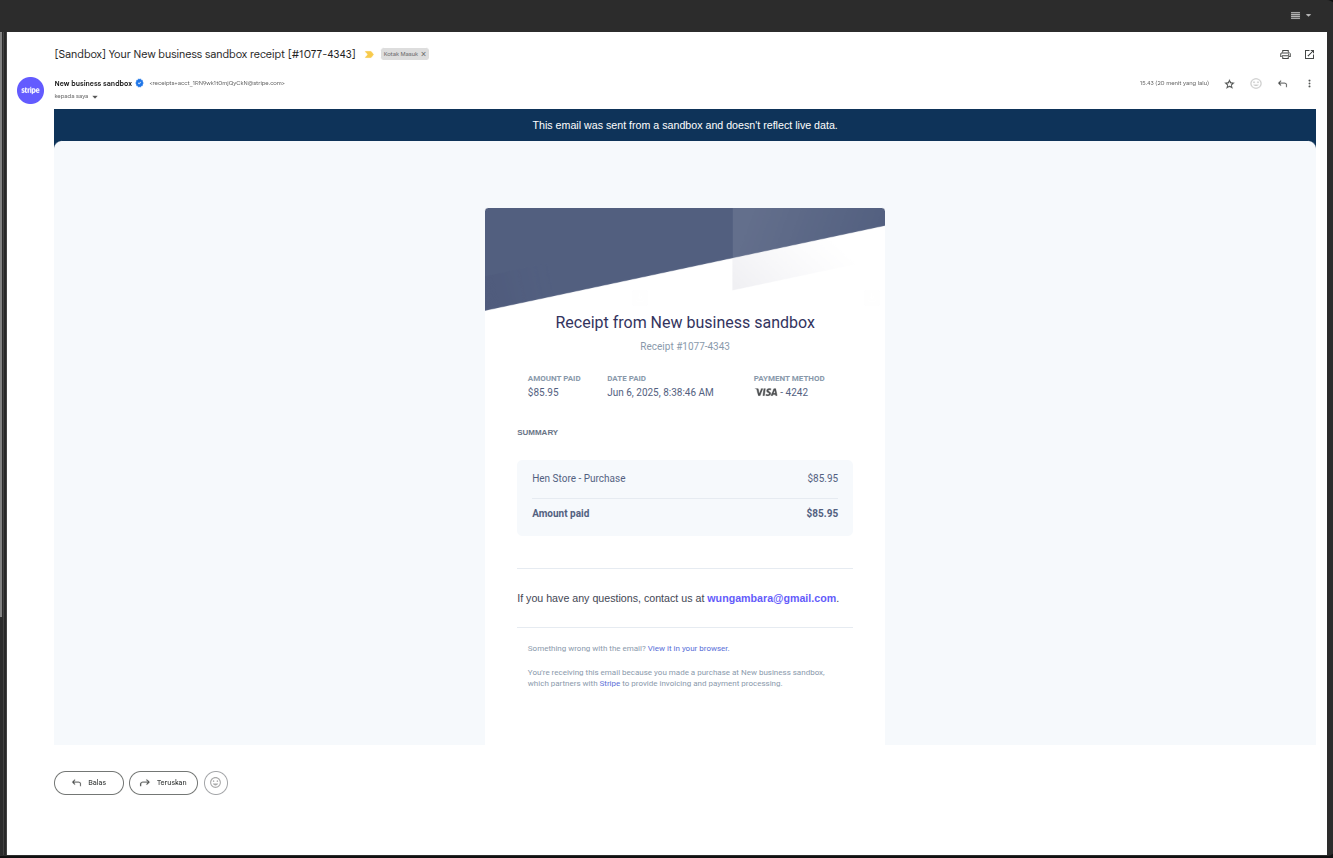 [Sandbox] Your New business sandbox receipt [#1077-4343] Kotak Masuk ×
stripe
New business sandbox
15.43 (20 menit yang lalu)
kepada saya
This email was sent from a sandbox and doesn't reflect live data.
Receipt from New business sandbox
Receipt #1077-4343
AMOUNT PAID DATE PAID PAYMENT METHOD
$85.95 Jun 6, 2025, 8:38:46 AM VISA - 4242
SUMMARY
Hen Store - Purchase $85.95
Amount paid $85.95
If you have any questions, contact us at wungambara@gmail.com.
Something wrong with the email? View it in your browser.
You're receiving this email because you made a purchase at New business sandbox,
which partners with Stripe to provide invoicing and payment processing.
Balas Teruskan